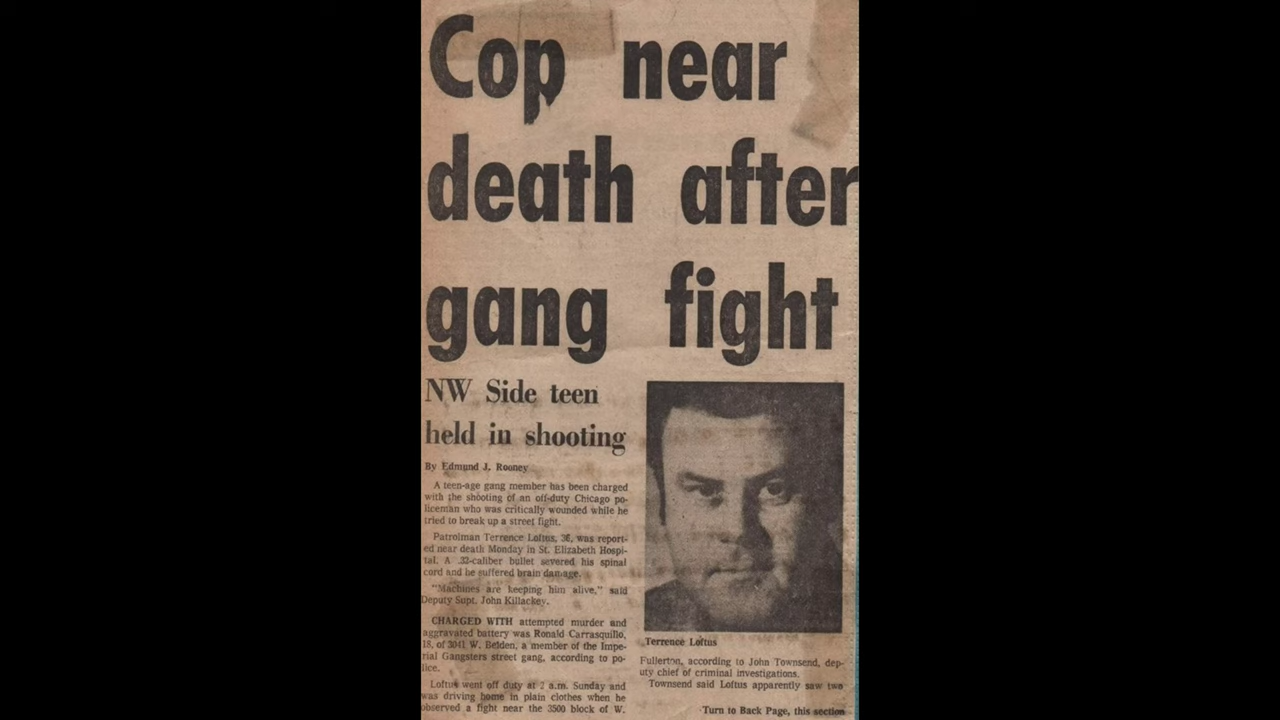 Cop near
death after
gang fight
NW Side teen
held in shooting
By Edmund J. Rooney
A teen-age gang member has been charged
with the shooting of an off-duty Chicago po-
liceman who was critically wounded while he
tried to break up a street fight.
Patrolman Terrence Loftus, 36, was report-
ed near death Monday in St. Elizabeth Hospi-
tal. A .32-caliber bullet severed his spinal
cord and he suffered brain damage.
"Machines are keeping him alive," said
Deputy Supt. John Killackey.
CHARGED WITH attempted murder and
aggravated battery was Ronald Carrasquillo,
18, of 3041 W. Belden, a member of the Impe-
rial Gangsters street gang, according to po-
lice.
Loftus went off duty at 2 a.m. Sunday and
was driving home in plain clothes when he
observed a fight near the 3500 block of W.
Terrence Loftus
Fullerton, according to John Townsend, dep-
uty chief of criminal investigations.
Townsend said Loftus apparently saw two
Turn to Back Page, this section